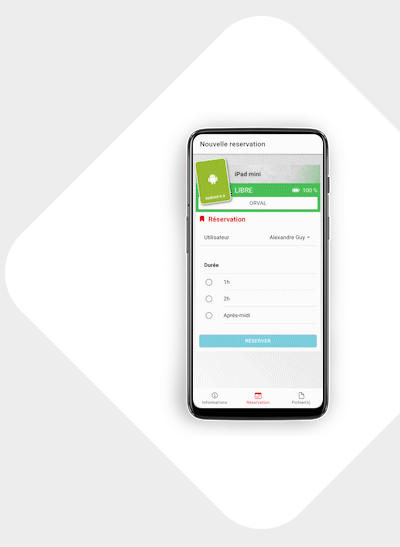 Nouvelle reservation
iPad mini
LIBRE
100 %
ORVAL
Réservation
Utilisateur
Alexandre Guy
Durée
1h
2h
Après-midi
RÉSERVER
Informations
Réservation
Fichier(s)